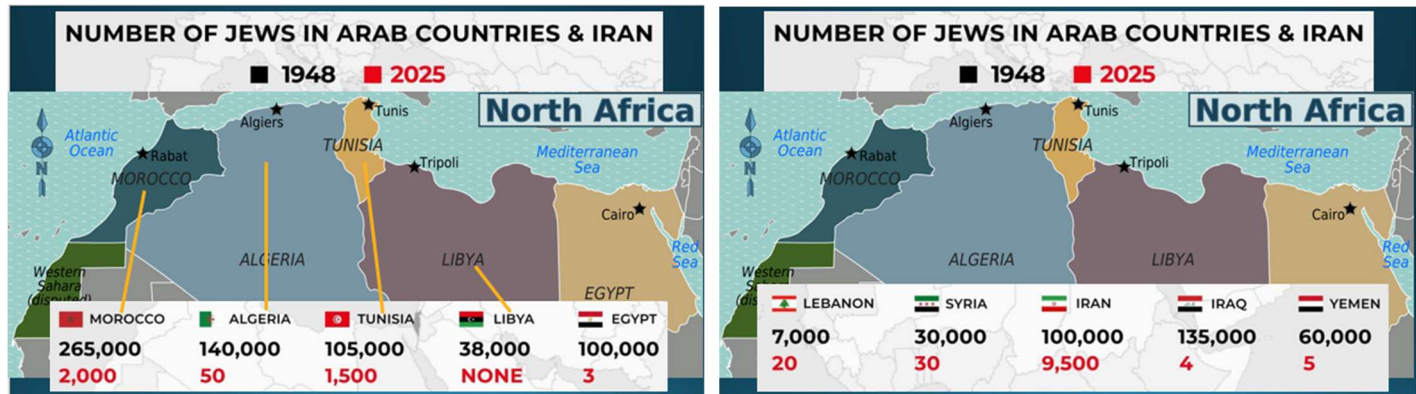 NUMBER OF JEWS IN ARAB COUNTRIES & IRAN
1948 2025
North Africa
Atlantic
Ocean
Rabat
MOROCCO
Algiers
Tunis
TUNISIA
Tripoli
Mediterranean
Sea
Cairo
Red
Sea
N
ALGERIA
LIBYA
EGYPT
Western
Sahara
(disputed)
MOROCCO ALGERIA TUNISIA LIBYA EGYPT
265,000 140,000 105,000 38,000 100,000
2,000 50 1,500 NONE 3
NUMBER OF JEWS IN ARAB COUNTRIES & IRAN
1948 2025
North Africa
Atlantic
Ocean
Rabat
MOROCCO
Algiers
Tunis
TUNISIA
Tripoli
Mediterranean
Sea
Cairo
Red
Sea
N
ALGERIA
LIBYA
Western
Sahara
LEBANON SYRIA IRAN IRAQ YEMEN
7,000 30,000 100,000 135,000 60,000
20 30 9,500 4 5